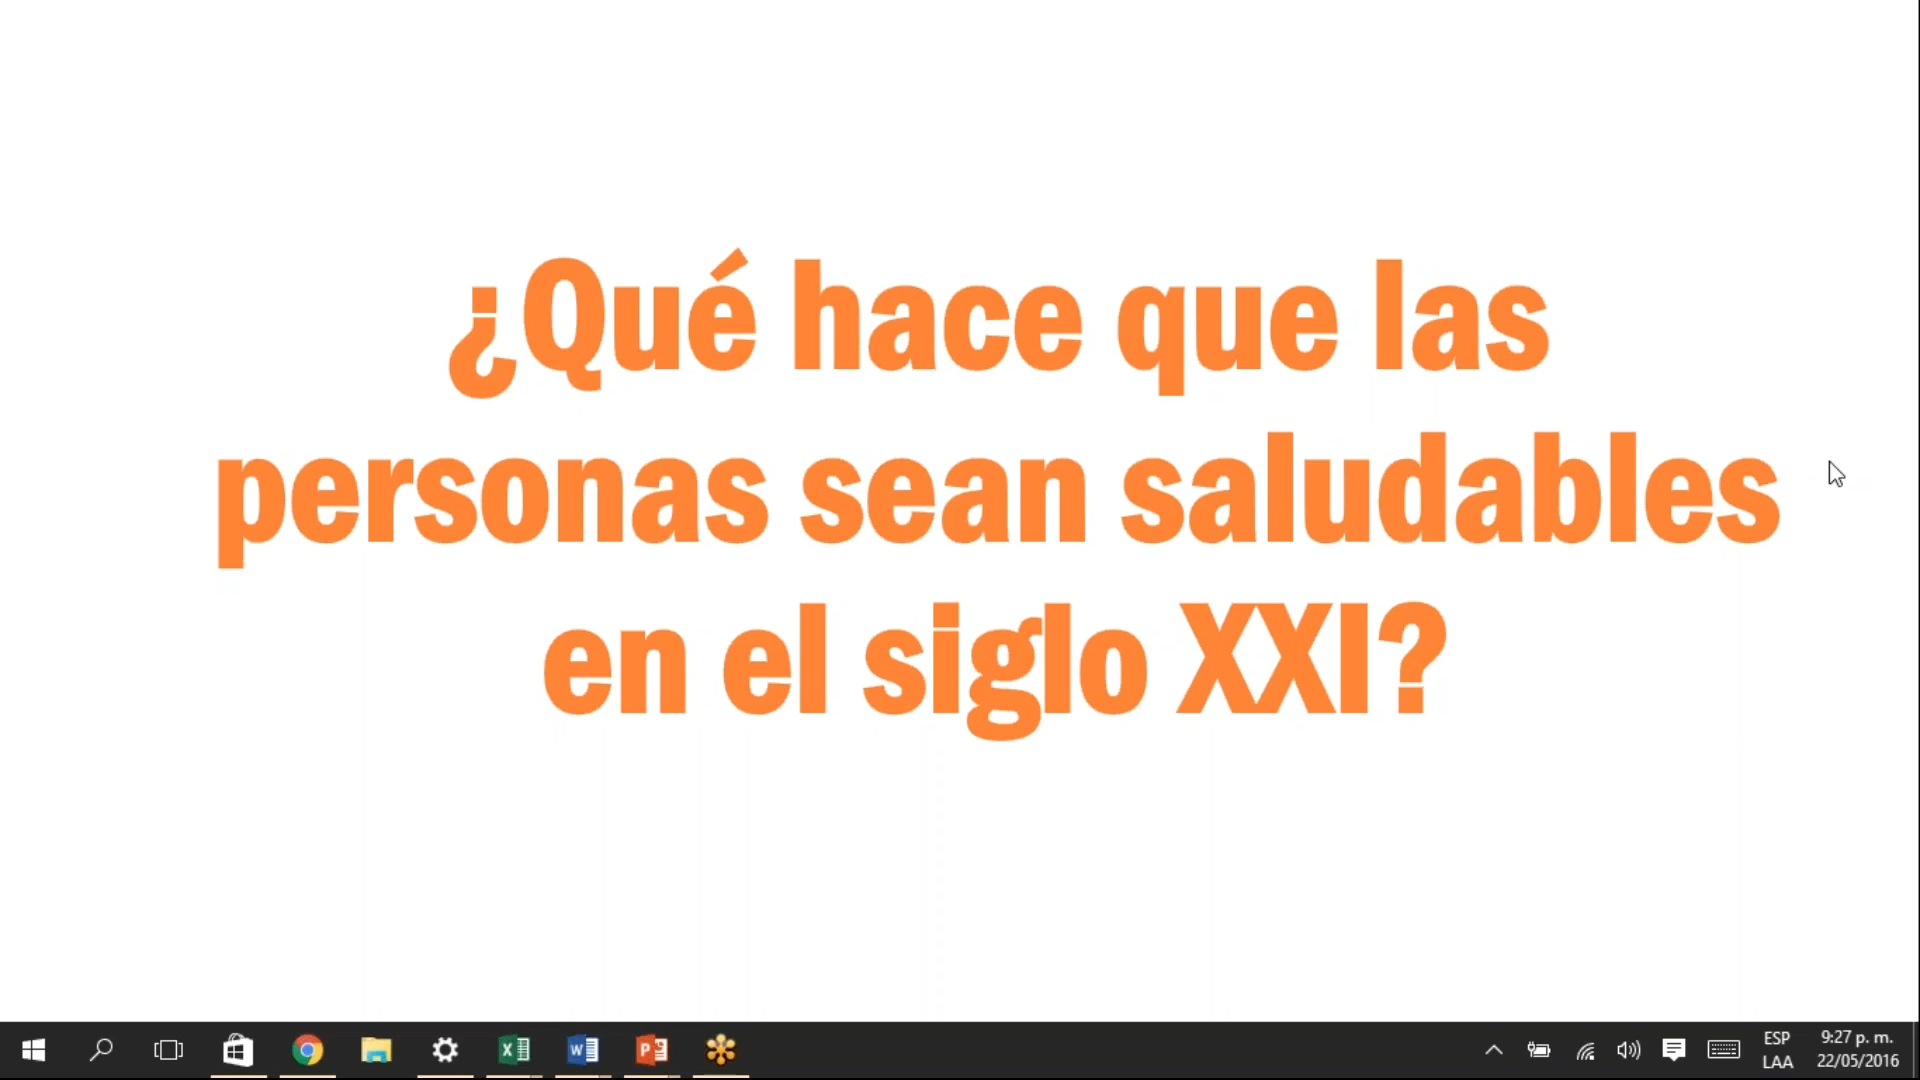 ¿Qué hace que las
personas sean saludables
en el siglo XXI?
ESP
LAA
9:27 p. m.
22/05/2016